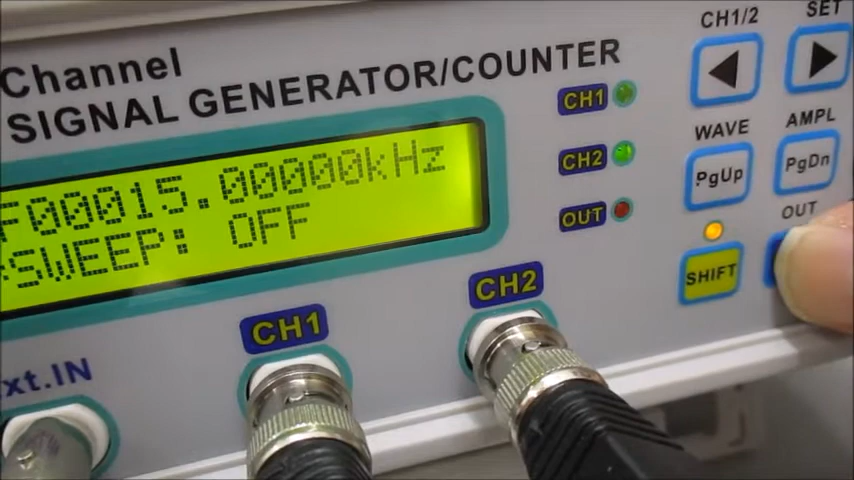 Channel
SIGNAL GENERATOR/COUNTER
F00015.00000kHz
*SWEEP: OFF
CH1
CH2
OUT
CH1/2
SET
WAVE
AMPL
PgUp
PgDn
OUT
SHIFT
CH1
CH2
xt.IN